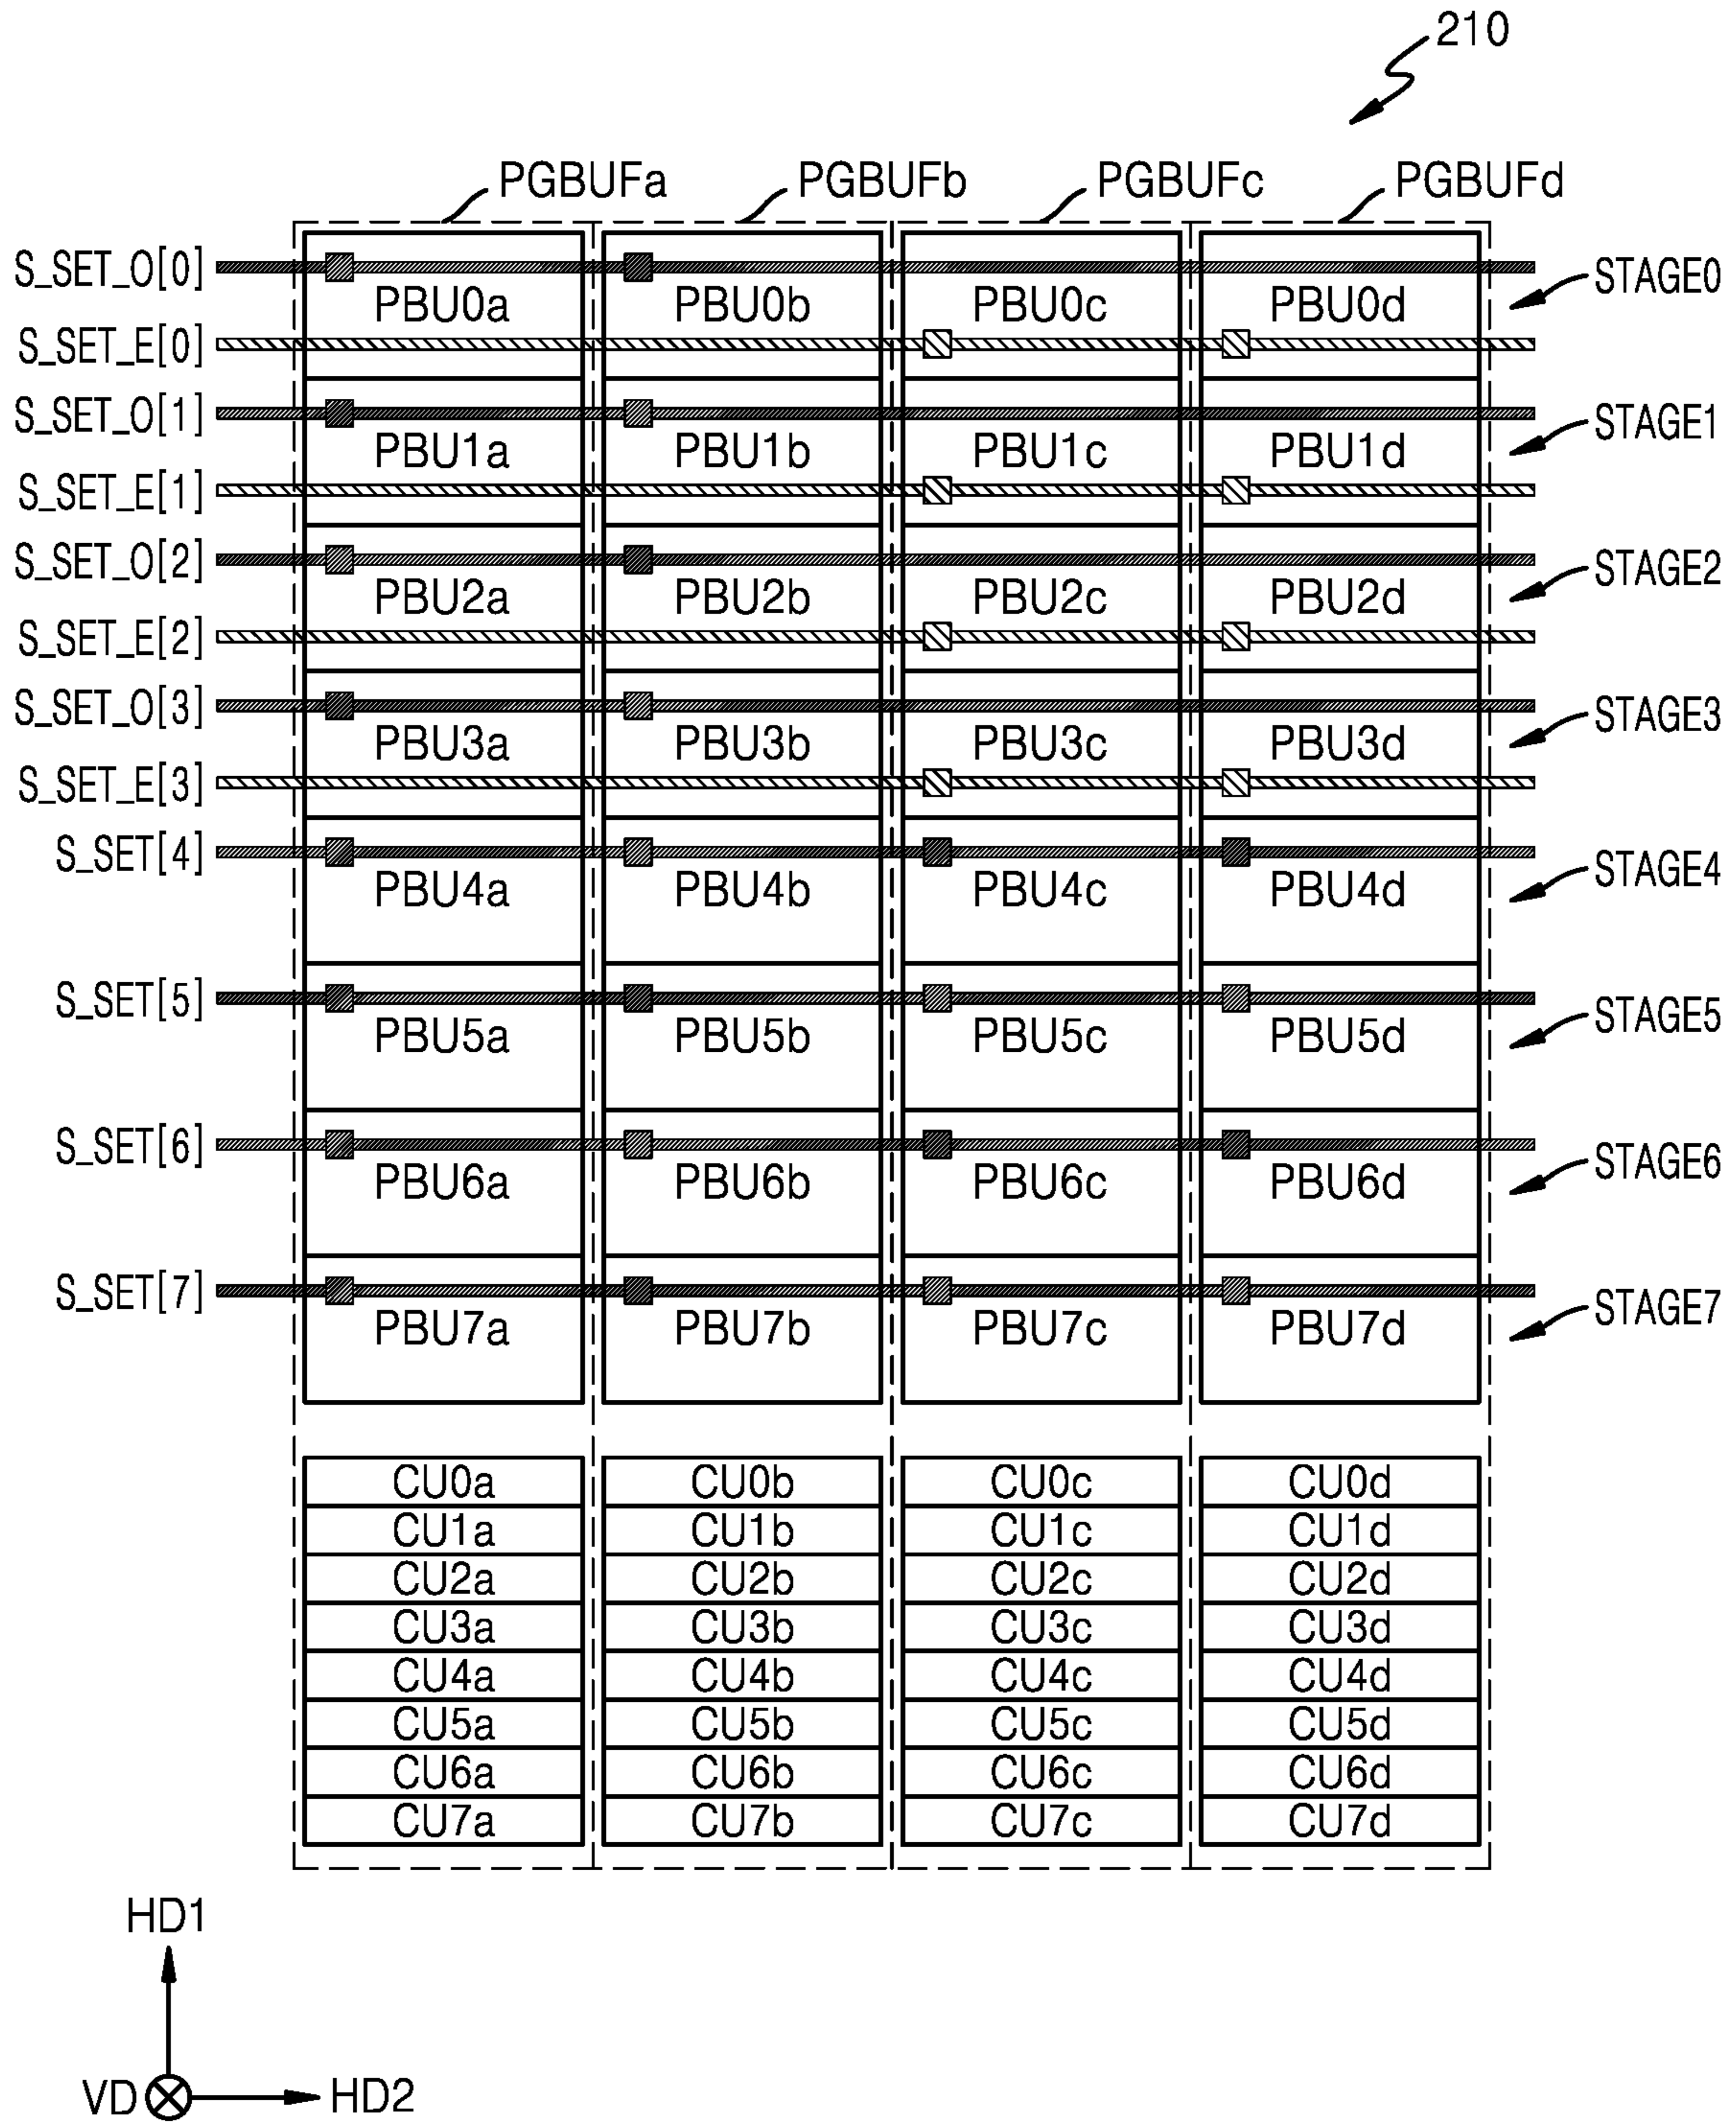 210
PGBUFa PGBUFb PGBUFc PGBUFd
S_SET_O[0] STAGE0
PBU0a PBU0b PBU0c PBU0d
S_SET_E[0]
S_SET_O[1] STAGE1
PBU1a PBU1b PBU1c PBU1d
S_SET_E[1]
S_SET_O[2] STAGE2
PBU2a PBU2b PBU2c PBU2d
S_SET_E[2]
S_SET_O[3] STAGE3
PBU3a PBU3b PBU3c PBU3d
S_SET_E[3]
S_SET[4] STAGE4
PBU4a PBU4b PBU4c PBU4d
S_SET[5] STAGE5
PBU5a PBU5b PBU5c PBU5d
S_SET[6] STAGE6
PBU6a PBU6b PBU6c PBU6d
S_SET[7] STAGE7
PBU7a PBU7b PBU7c PBU7d
CU0a CU0b CU0c CU0d
CU1a CU1b CU1c CU1d
CU2a CU2b CU2c CU2d
CU3a CU3b CU3c CU3d
CU4a CU4b CU4c CU4d
CU5a CU5b CU5c CU5d
CU6a CU6b CU6c CU6d
CU7a CU7b CU7c CU7d
HD1
VD HD2